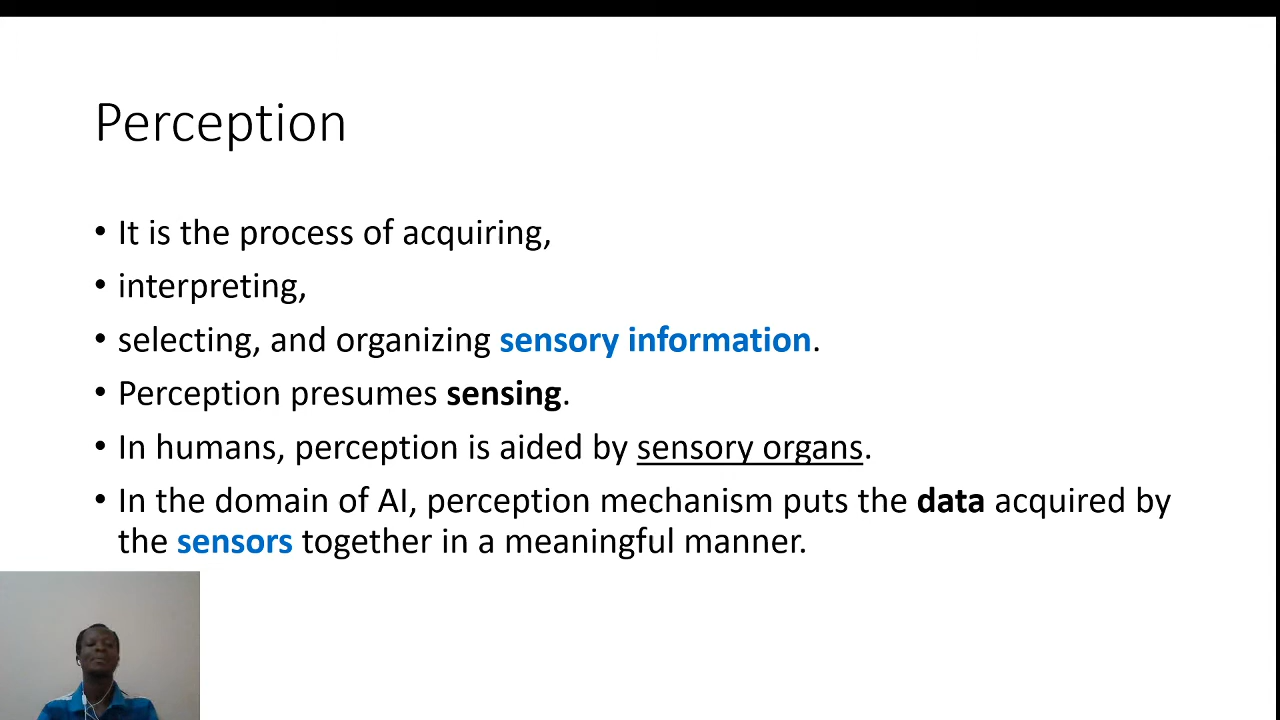 Perception
• It is the process of acquiring,
• interpreting,
• selecting, and organizing sensory information.
• Perception presumes sensing.
• In humans, perception is aided by sensory organs.
• In the domain of AI, perception mechanism puts the data acquired by
the sensors together in a meaningful manner.